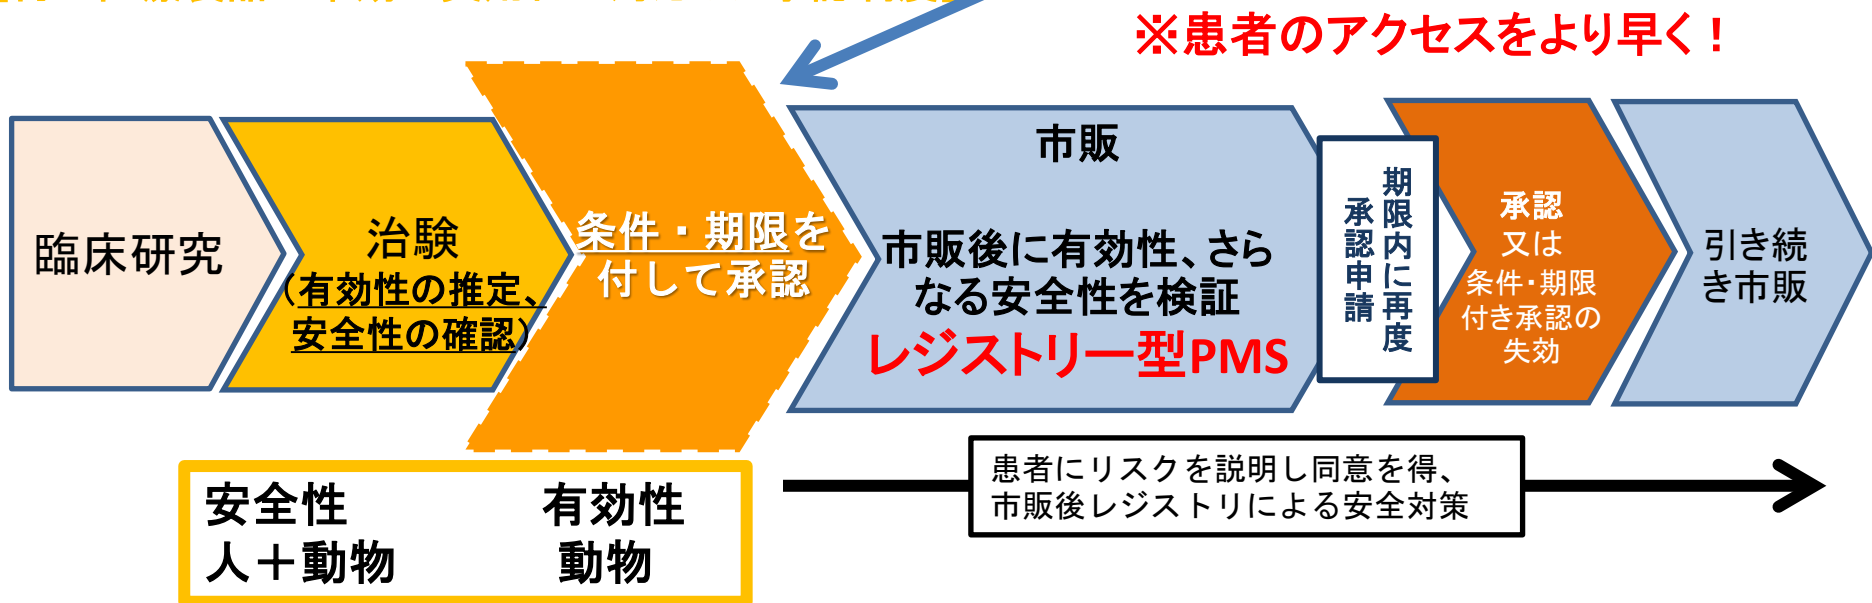 ※患者のアクセスをより早く！
臨床研究
治験
（有効性の推定、
安全性の確認）
条件・期限を
付して承認
市販
市販後に有効性、さら
なる安全性を検証
レジストリー型PMS
期限内に再度
承認申請
承認
又は
条件・期限
付き承認の
失効
引き続
き市販
安全性 有効性
人＋動物 動物
患者にリスクを説明し同意を得、
市販後レジストリによる安全対策